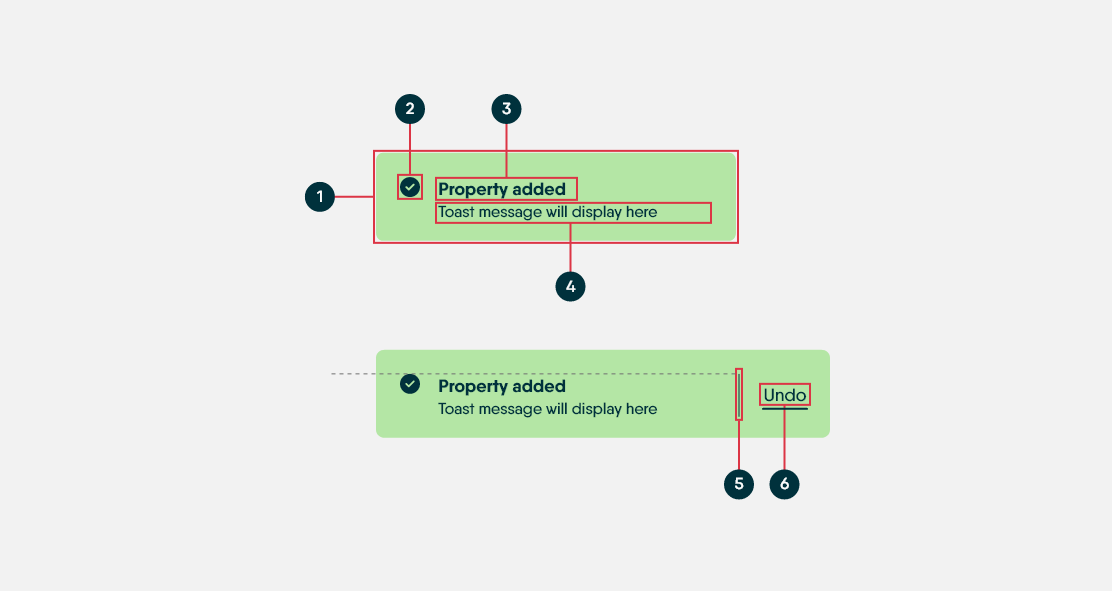 2 3
1
Property added
Toast message will display here
4
Property added
Toast message will display here
Undo
5 6